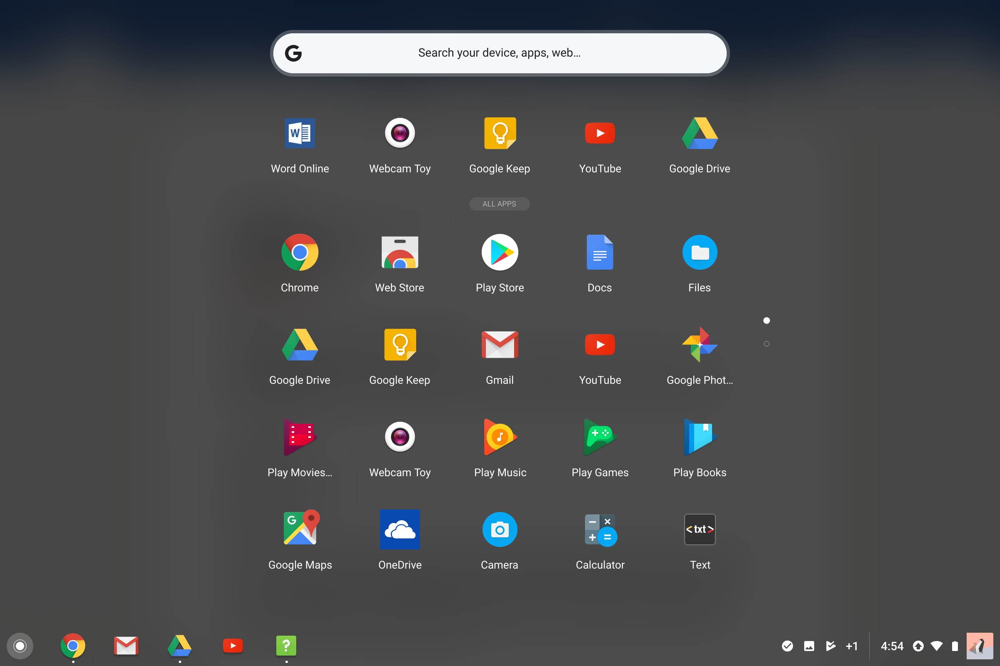 Search your device, apps, web...
Word Online
Webcam Toy
Google Keep
YouTube
Google Drive
ALL APPS
Chrome
Web Store
Play Store
Docs
Files
Google Drive
Google Keep
Gmail
YouTube
Google Phot...
Play Movies...
Webcam Toy
Play Music
Play Games
Play Books
<txt>
Google Maps
OneDrive
Camera
Calculator
Text
+1
4:54